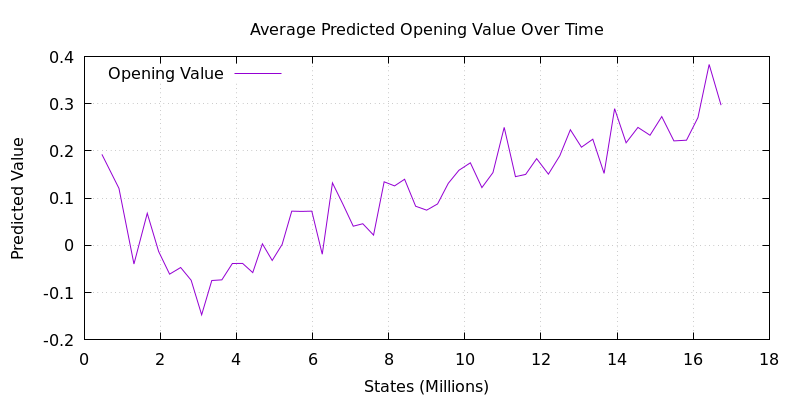 Average Predicted Opening Value Over Time
Opening Value
0.4
0.3
0.2
0.1
0
-0.1
-0.2
Predicted Value
0 2 4 6 8 10 12 14 16 18
States (Millions)